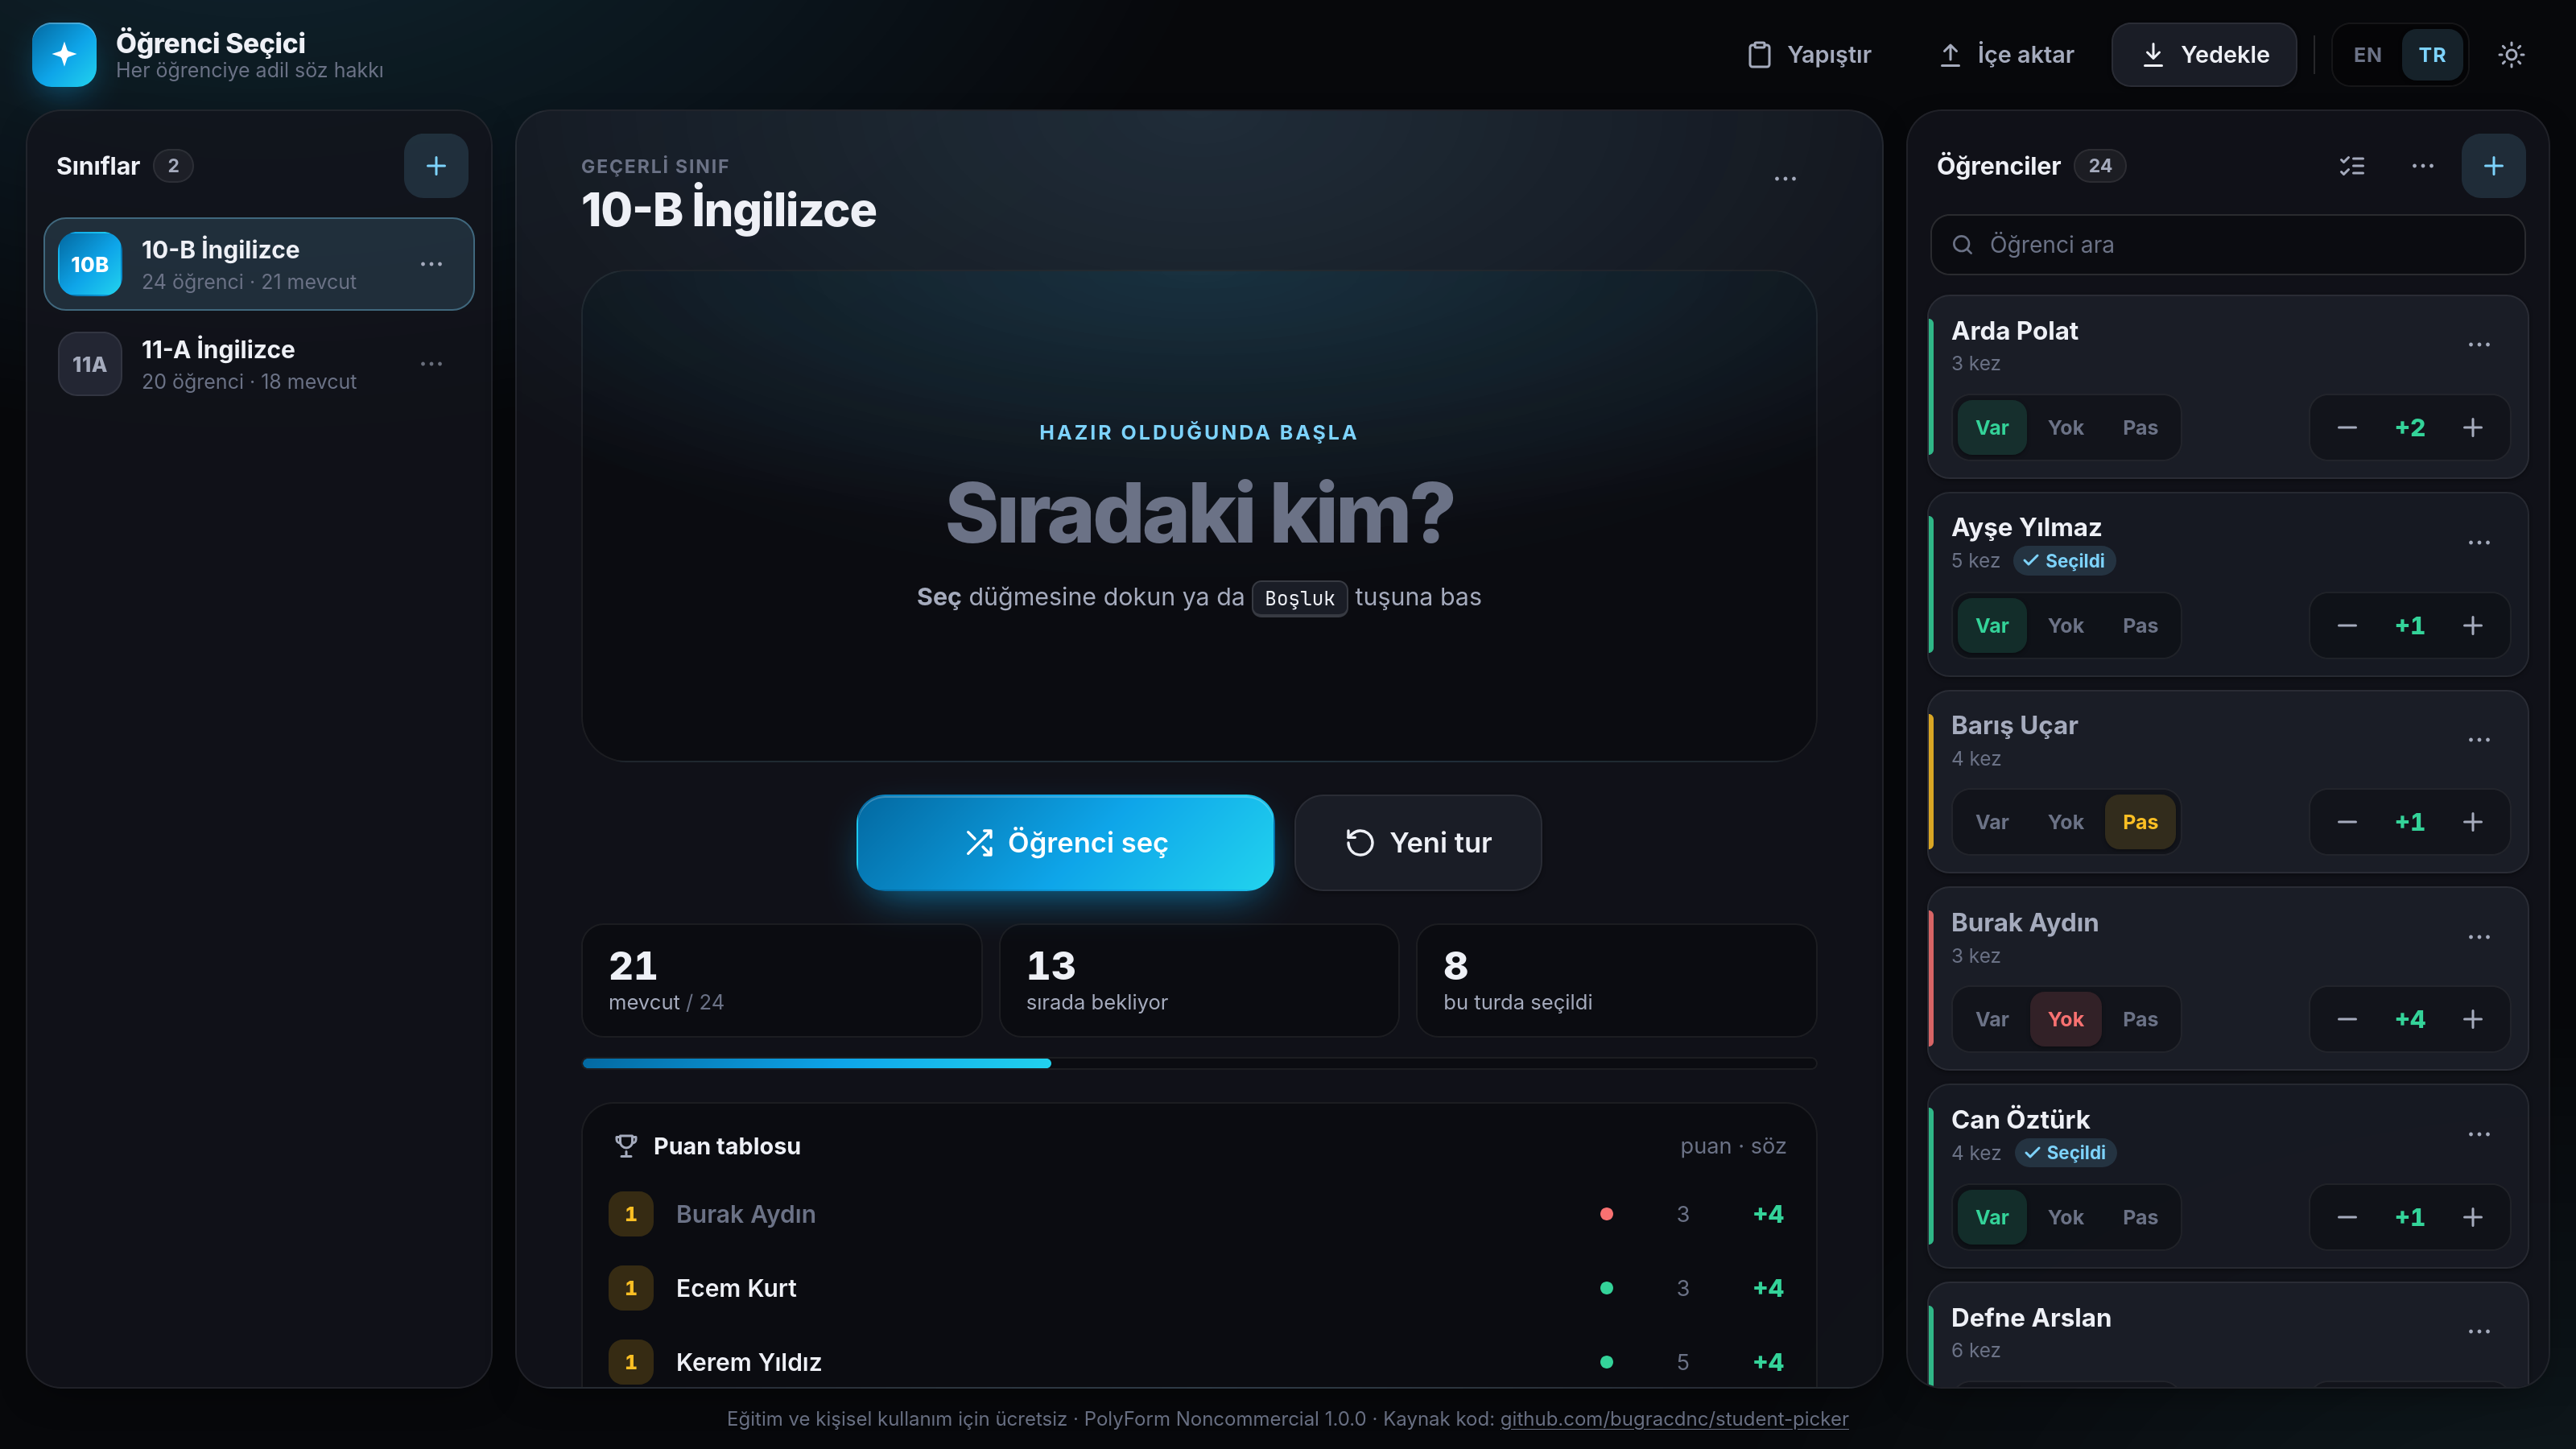 Öğrenci Seçici
Her öğrenciye adil söz hakkı
Yapıştır
İçe aktar
Yedekle
EN
TR
Sınıflar 2
10B
10-B İngilizce
24 öğrenci · 21 mevcut
11A
11-A İngilizce
20 öğrenci · 18 mevcut
GEÇERLİ SINIF
10-B İngilizce
HAZIR OLDUĞUNDA BAŞLA
Sıradaki kim?
Seç düğmesine dokun ya da Boşluk tuşuna bas
Öğrenci seç
Yeni tur
21
mevcut / 24
13
sırada bekliyor
8
bu turda seçildi
Puan tablosu
puan · söz
1 Burak Aydın 3 +4
1 Ecem Kurt 3 +4
1 Kerem Yıldız 5 +4
Öğrenciler 24
Öğrenci ara
Arda Polat
3 kez
Var Yok Pas +2
Ayşe Yılmaz
5 kez Seçildi
Var Yok Pas +1
Barış Uçar
4 kez
Var Yok Pas +1
Burak Aydın
3 kez
Var Yok Pas +4
Can Öztürk
4 kez Seçildi
Var Yok Pas +1
Defne Arslan
6 kez
Eğitim ve kişisel kullanım için ücretsiz · PolyForm Noncommercial 1.0.0 · Kaynak kod: github.com/bugracdnc/student-picker